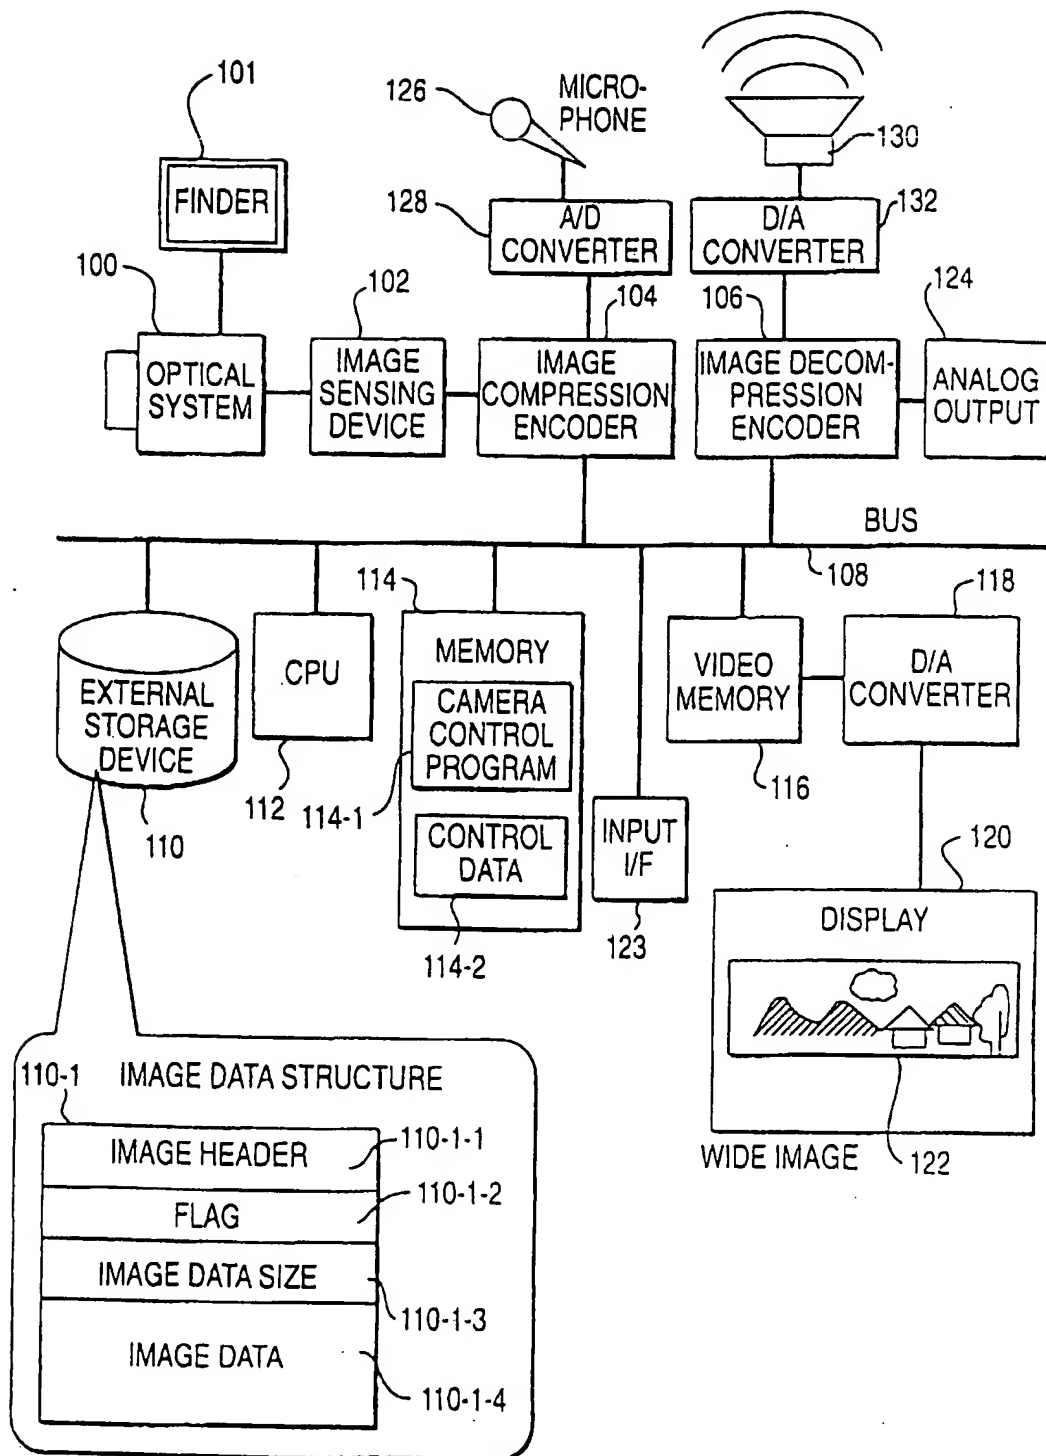 101
FINDER
126
MICRO-
PHONE
130
128
A/D
CONVERTER
D/A
CONVERTER
132
100
OPTICAL
SYSTEM
102
IMAGE
SENSING
DEVICE
104
IMAGE
COMPRESSION
ENCODER
106
IMAGE DECOM-
PRESSION
ENCODER
124
ANALOG
OUTPUT
BUS
108
EXTERNAL
STORAGE
DEVICE
110
CPU
112
114
MEMORY
CAMERA
CONTROL
PROGRAM
114-1
CONTROL
DATA
114-2
INPUT
I/F
123
VIDEO
MEMORY
116
118
D/A
CONVERTER
120
DISPLAY
WIDE IMAGE
122
110-1
IMAGE DATA STRUCTURE
IMAGE HEADER
110-1-1
FLAG
110-1-2
IMAGE DATA SIZE
110-1-3
IMAGE DATA
110-1-4